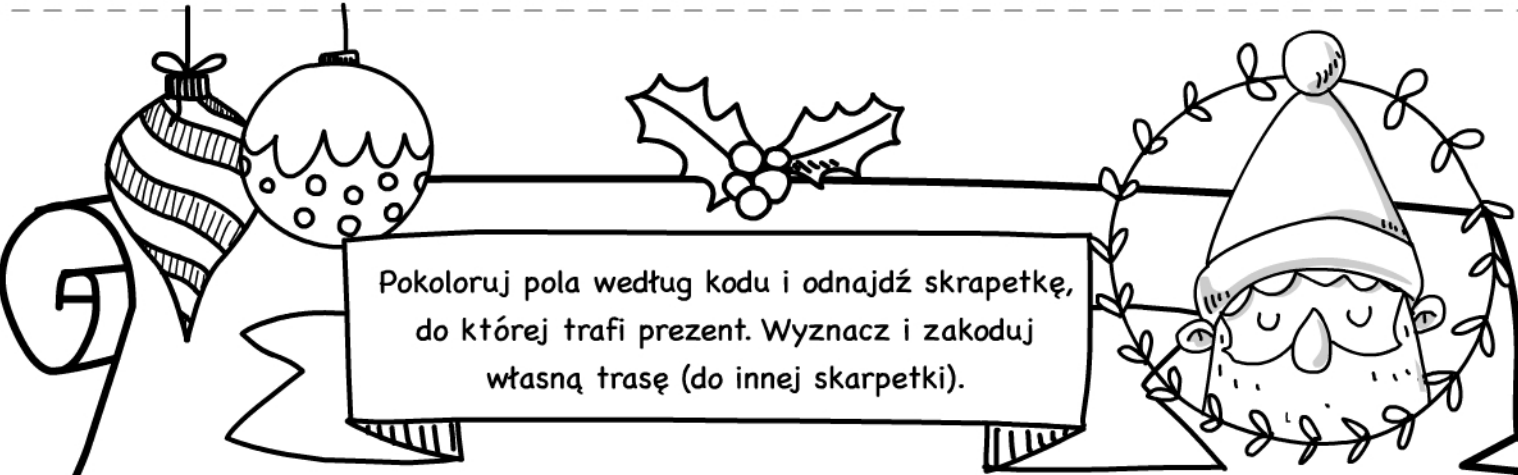 Pokoloruj pola według kodu i odnajdź skrapetkę,
do której trafi prezent. Wyznacz i zakoduj
własną trasę (do innej skarpetki).